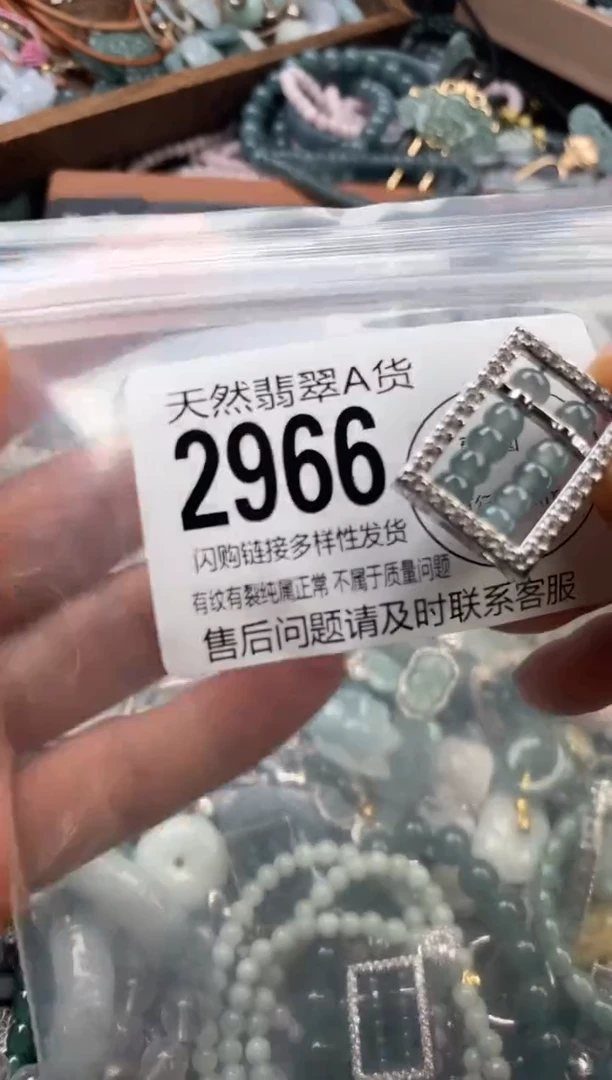 天然翡翠A货
2966
闪购链接多样性发货
有纹有裂纯属正常 不属于质量问题
售后问题请及时联系客服